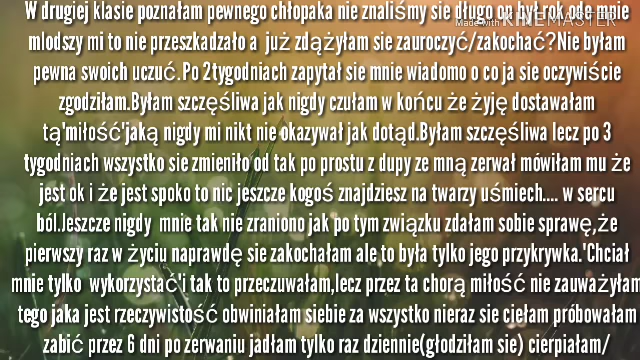 W drugiej klasie poznałam pewnego chłopaka nie znaliśmy sie długo on był rok ode mnie
Made with KINEMASTER
mlodszy mi to nie przeszkadzało a już zdążyłam sie zauroczyć/zakochać?Nie byłam
pewna swoich uczuć.Po 2tygodniach zapytał sie mnie wiadomo o co ja sie oczywiście
zgodziłam.Byłam szczęśliwa jak nigdy czułam w końcu że żyję dostawałam
tą'miłość'jaką nigdy mi nikt nie okazywał jak dotąd.Byłam szczęśliwa lecz po 3
tygodniach wszystko sie zmieniło od tak po prostu z dupy ze mną zerwał mówiłam mu że
jest ok i że jest spoko to nic jeszcze kogoś znajdziesz na twarzy uśmiech.... w sercu
ból.Jeszcze nigdy mnie tak nie zraniono jak po tym związku zdałam sobie sprawę,że
pierwszy raz w życiu naprawdę sie zakochałam ale to była tylko jego przykrywka.'Chciał
mnie tylko wykorzystać'i tak to przeczuwałam,lecz przez ta chorą miłość nie zauważyłam
tego jaka jest rzeczywistość obwiniałam siebie za wszystko nieraz sie ciełam próbowałam
zabić przez 6 dni po zerwaniu jadłam tylko raz dziennie(głodziłam sie) cierpiałam/